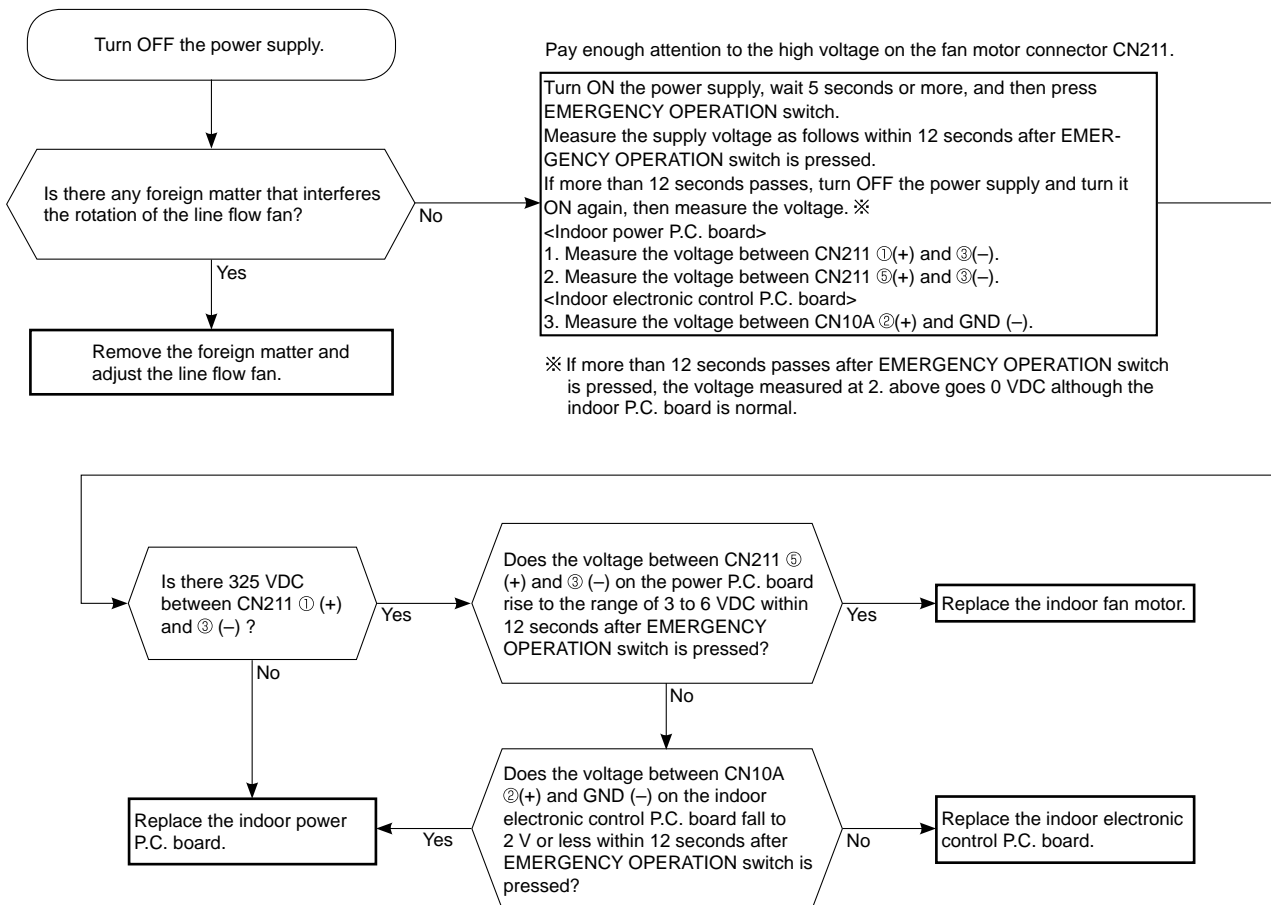 Turn OFF the power supply.
Is there any foreign matter that interferes
the rotation of the line flow fan?
No
Yes
Remove the foreign matter and
adjust the line flow fan.
Pay enough attention to the high voltage on the fan motor connector CN211.
Turn ON the power supply, wait 5 seconds or more, and then press
EMERGENCY OPERATION switch.
Measure the supply voltage as follows within 12 seconds after EMER-
GENCY OPERATION switch is pressed.
If more than 12 seconds passes, turn OFF the power supply and turn it
ON again, then measure the voltage. ※
<Indoor power P.C. board>
1. Measure the voltage between CN211 ①(+) and ③(–).
2. Measure the voltage between CN211 ⑤(+) and ③(–).
<Indoor electronic control P.C. board>
3. Measure the voltage between CN10A ②(+) and GND (–).
※ If more than 12 seconds passes after EMERGENCY OPERATION switch
is pressed, the voltage measured at 2. above goes 0 VDC although the
indoor P.C. board is normal.
Is there 325 VDC
between CN211 ① (+)
and ③ (–) ?
Yes
No
Does the voltage between CN211 ⑤
(+) and ③ (–) on the power P.C. board
rise to the range of 3 to 6 VDC within
12 seconds after EMERGENCY
OPERATION switch is pressed?
Yes
No
Replace the indoor fan motor.
Replace the indoor power
P.C. board.
Yes
Does the voltage between CN10A
②(+) and GND (–) on the indoor
electronic control P.C. board fall to
2 V or less within 12 seconds after
EMERGENCY OPERATION switch is
pressed?
No
Replace the indoor electronic
control P.C. board.